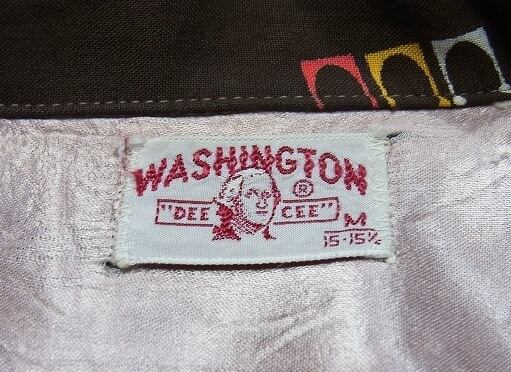 WASHINGTON
®
"DEE CEE"
M
15-15½